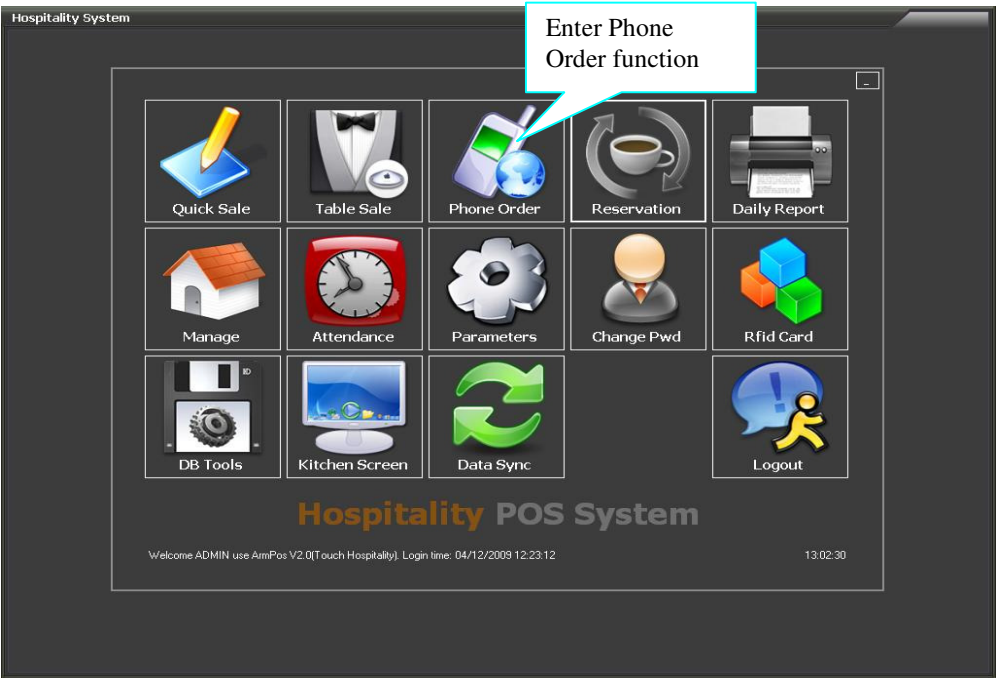 Hospitality System
Enter Phone
Order function
Quick Sale
Table Sale
Phone Order
Reservation
Daily Report
Manage
Attendance
Parameters
Change Pwd
Rfid Card
DB Tools
Kitchen Screen
Data Sync
Logout
Hospitality POS System
Welcome ADMIN use ArmPos V2.0(Touch Hospitality). Login time: 04/12/2009 12:23:12
13:02:30